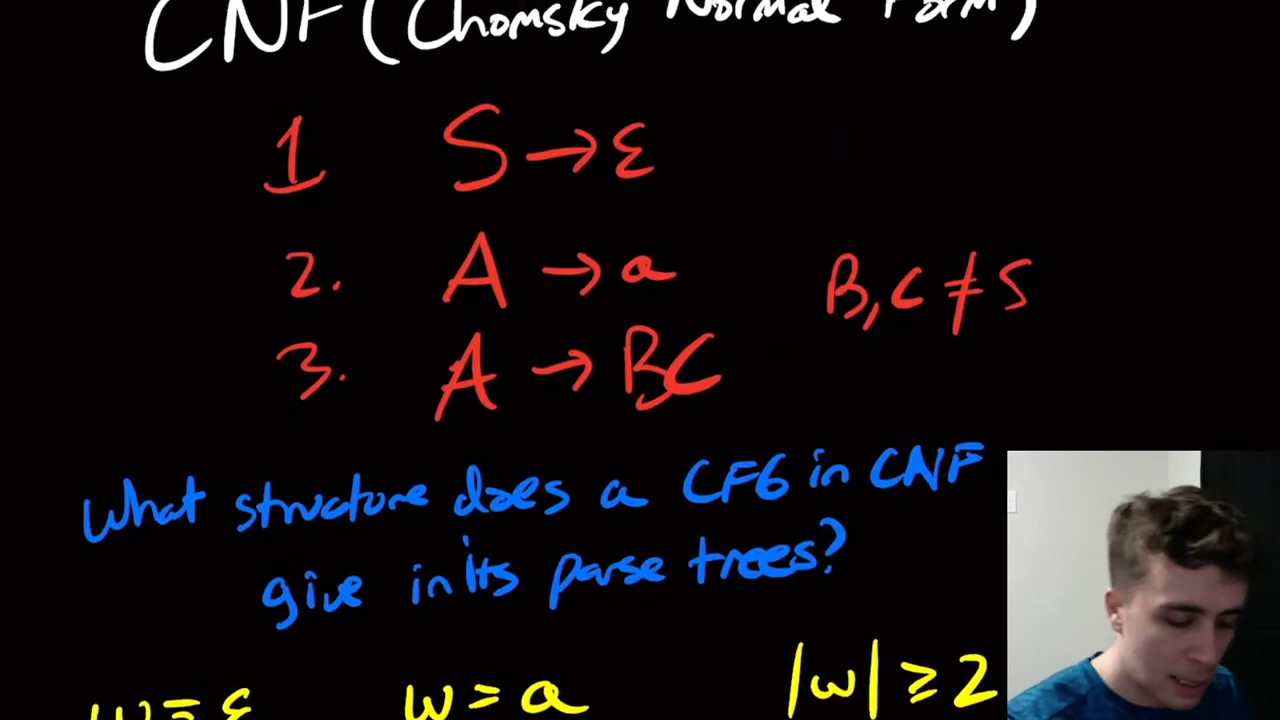 CNF (Chomsky Normal Form)
1 S → ε
2. A → a
B, C ≠ S
3. A → BC
What structure does a CFG in CNF
give in its parse trees?
w = ε w = a |w| ≥ 2